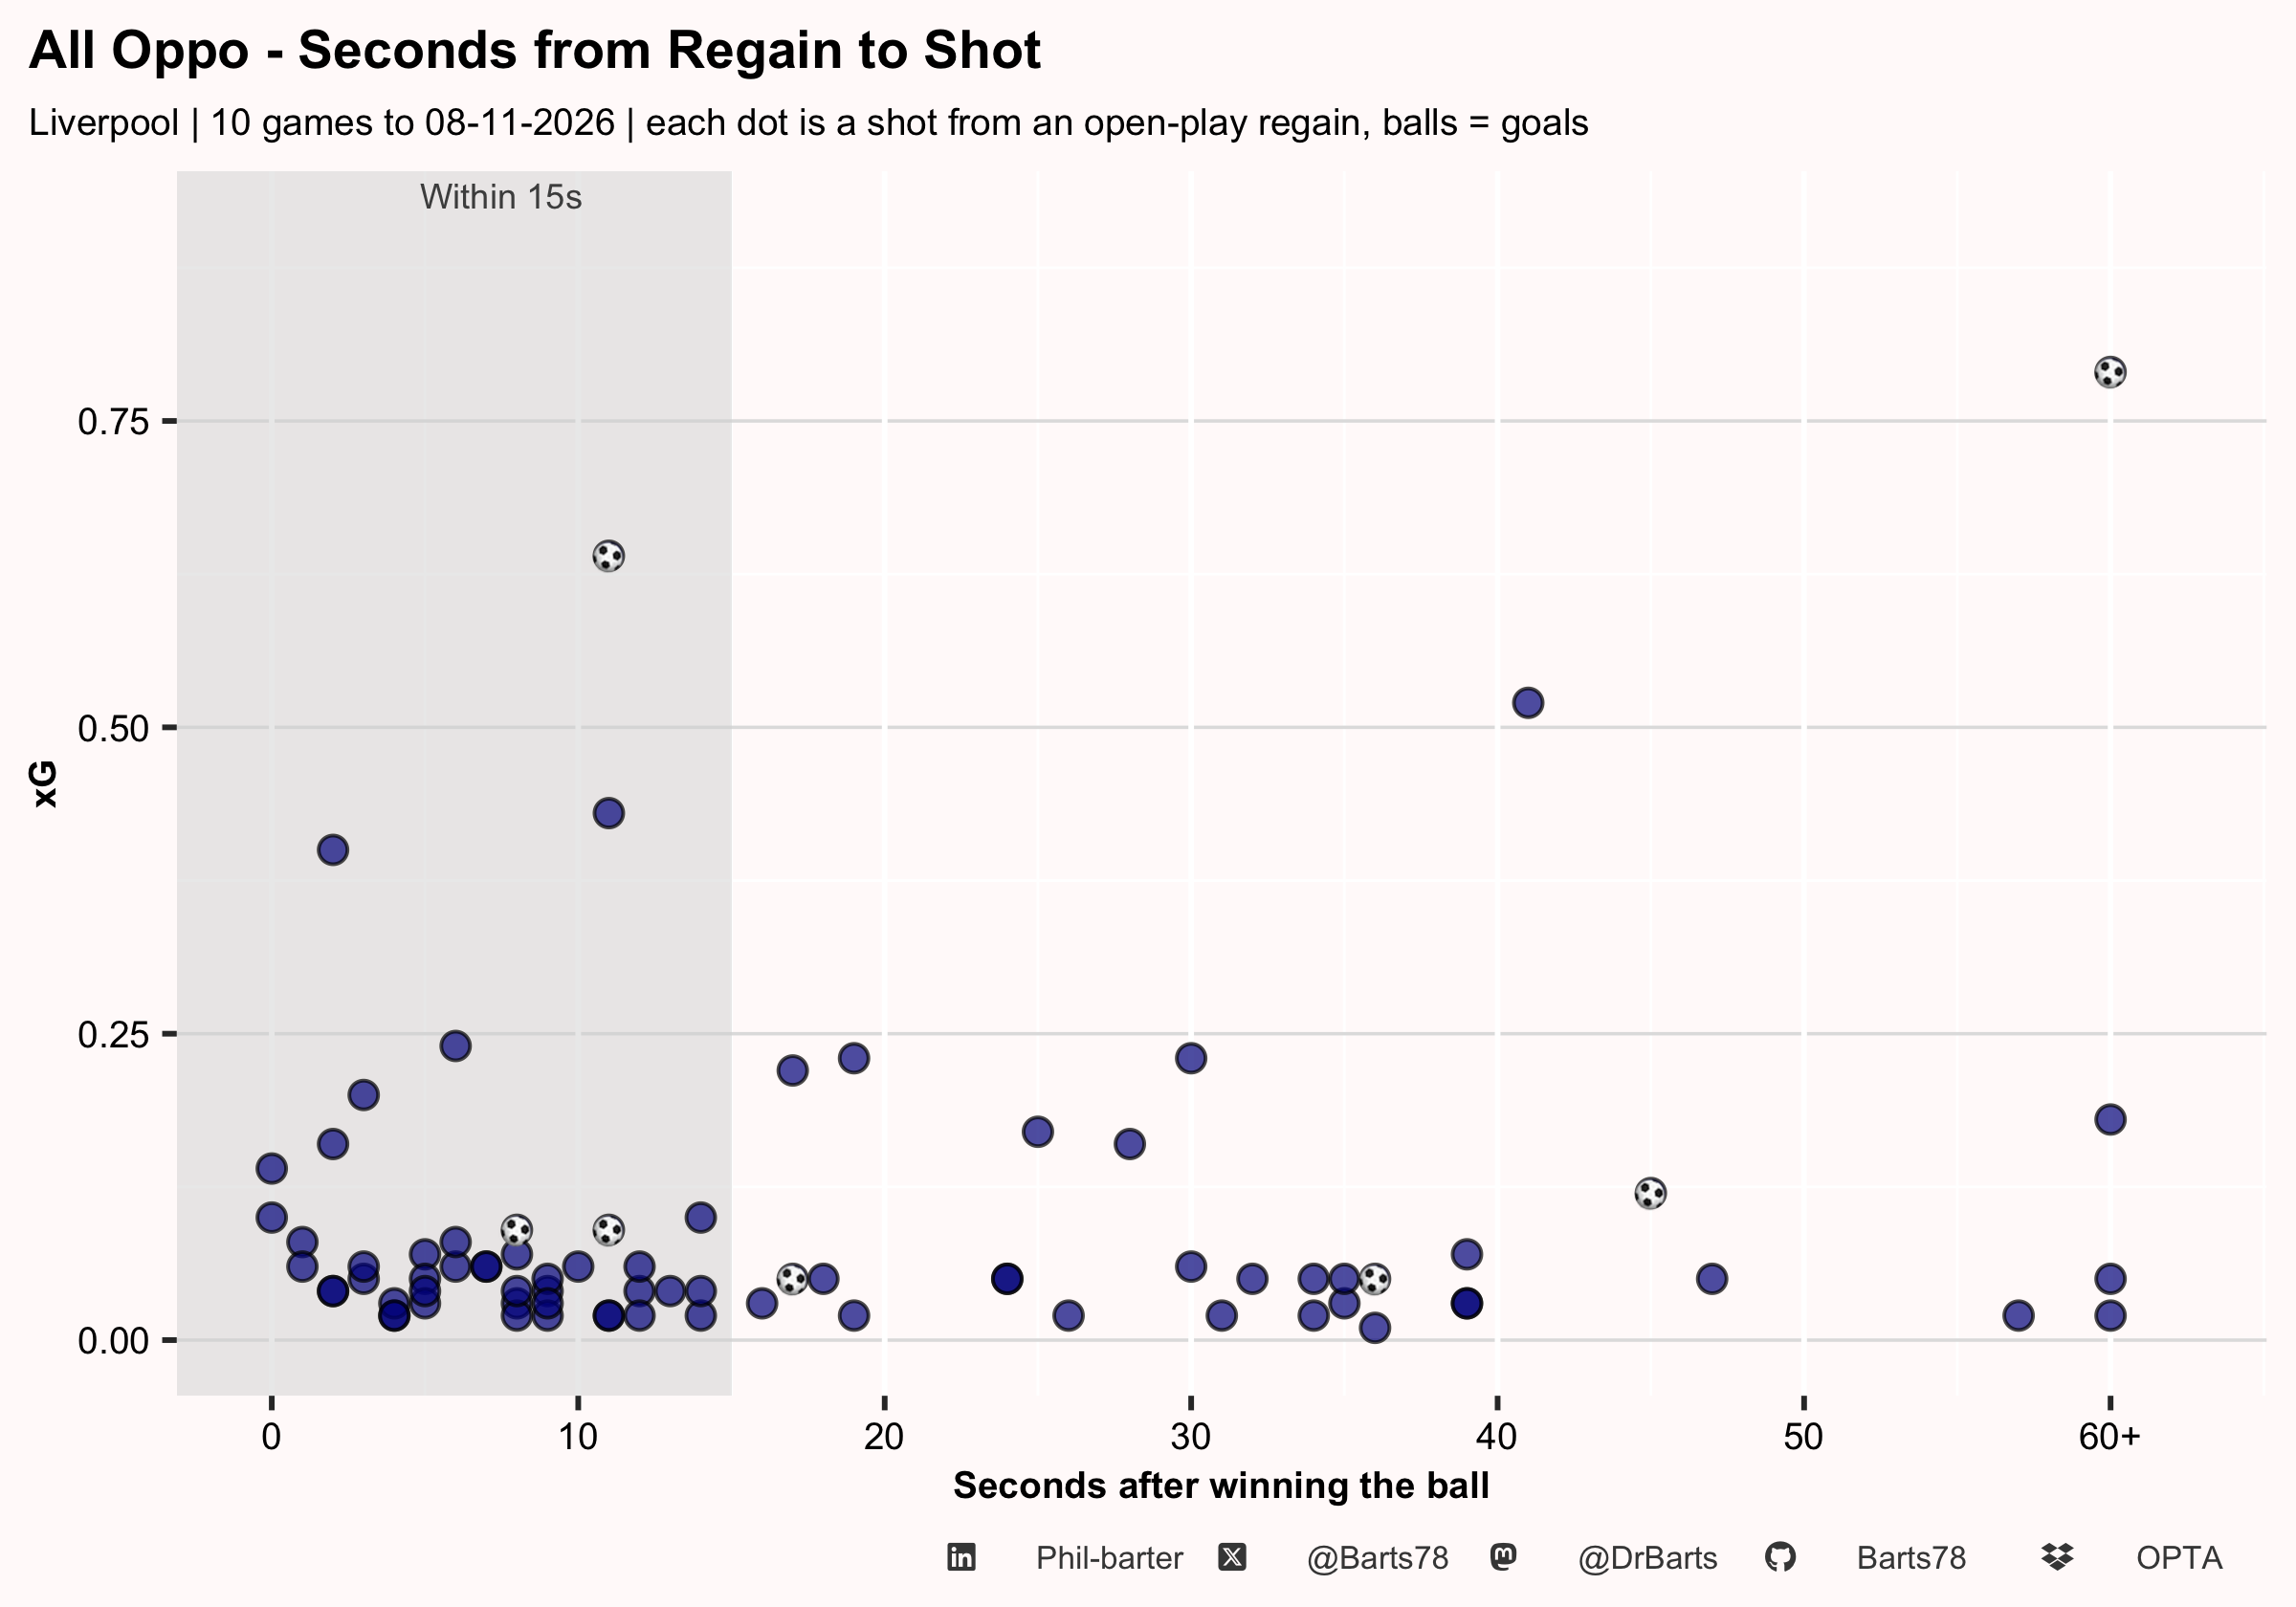 All Oppo - Seconds from Regain to Shot
Liverpool | 10 games to 08-11-2026 | each dot is a shot from an open-play regain, balls = goals
Within 15s
0.75
0.50
0.25
0.00
xG
0 10 20 30 40 50 60+
Seconds after winning the ball
Phil-barter @Barts78 @DrBarts Barts78 OPTA